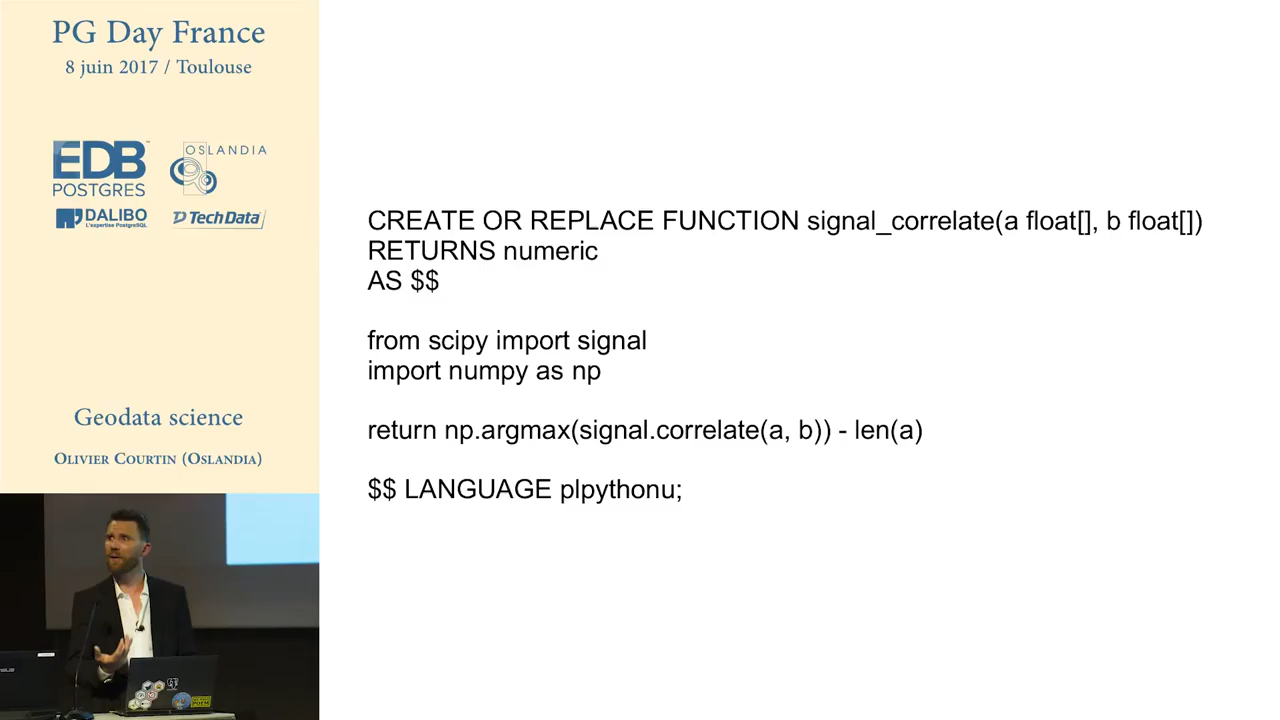 PG Day France
8 juin 2017 / Toulouse
EDB
POSTGRES
OSLANDIA
DALIBO
L'expertise PostgreSQL
TechData
CREATE OR REPLACE FUNCTION signal_correlate(a float[], b float[])
RETURNS numeric
AS $$
from scipy import signal
import numpy as np
return np.argmax(signal.correlate(a, b)) - len(a)
$$ LANGUAGE plpythonu;
Geodata science
OLIVIER COURTIN (OSLANDIA)